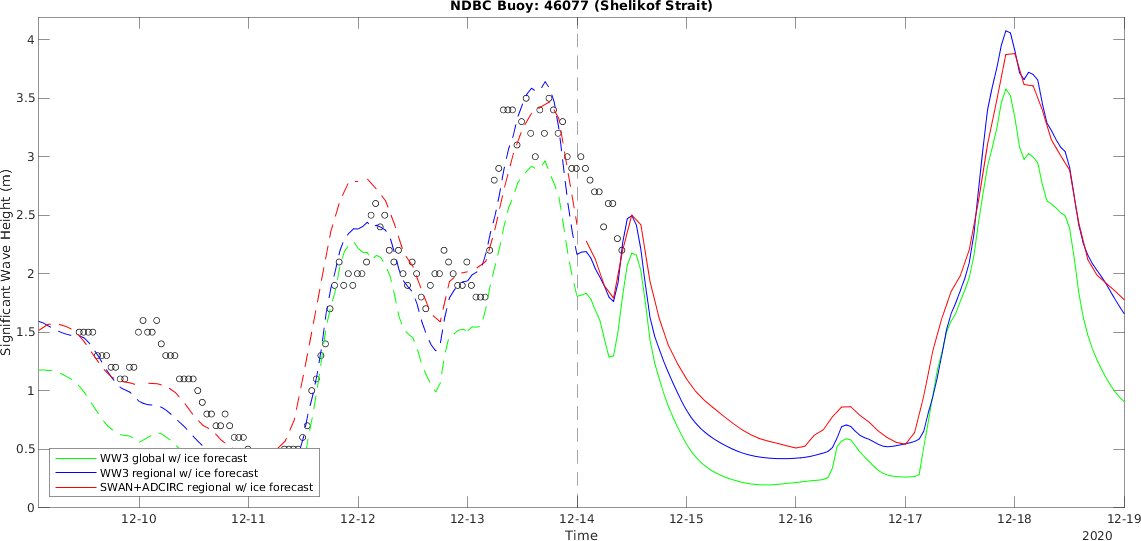 NDBC Buoy: 46077 (Shelikof Strait)
Significant Wave Height (m)
4
3.5
3
2.5
2
1.5
1
0.5
0
WW3 global w/ ice forecast
WW3 regional w/ ice forecast
SWAN+ADCIRC regional w/ ice forecast
12-10 12-11 12-12 12-13 12-14 12-15 12-16 12-17 12-18 12-19
Time
2020